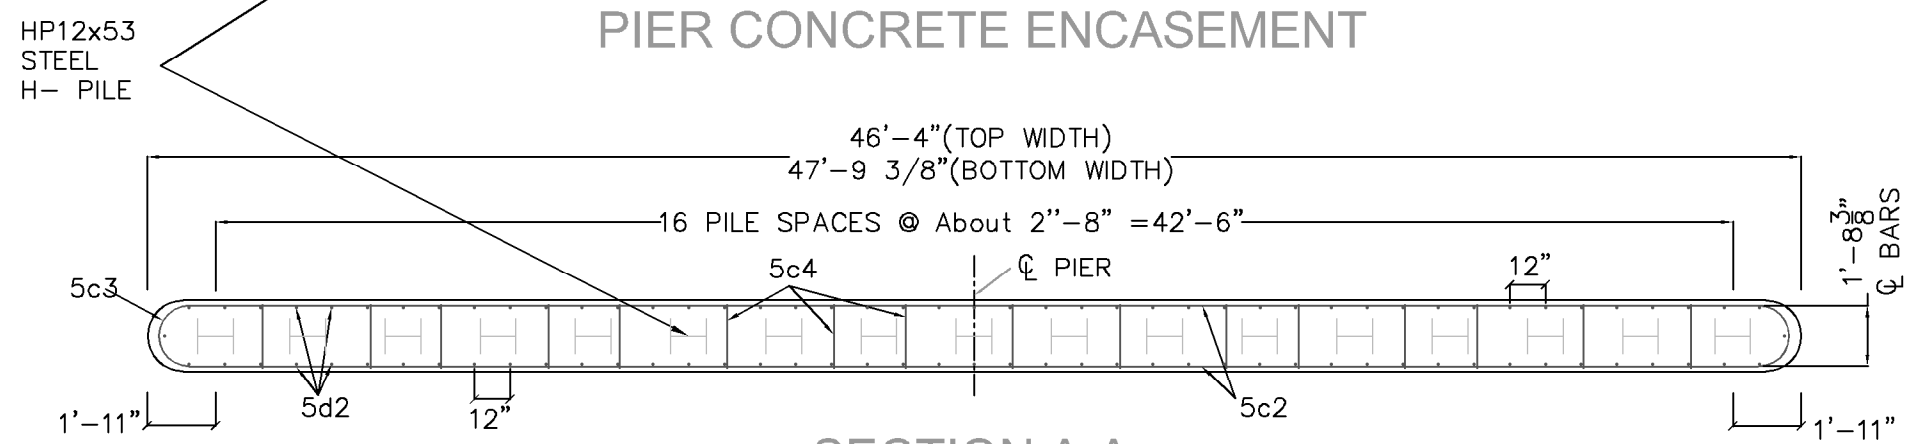 HP12x53
STEEL
H- PILE
PIER CONCRETE ENCASEMENT
46'-4"(TOP WIDTH)
47'-9 3/8"(BOTTOM WIDTH)
16 PILE SPACES @ About 2''-8" =42'-6"
1'-8 3/8"
℄ BARS
5c3
5c4
℄ PIER
12"
1'-11"
5d2
12"
5c2
1'-11"
SECTION A-A